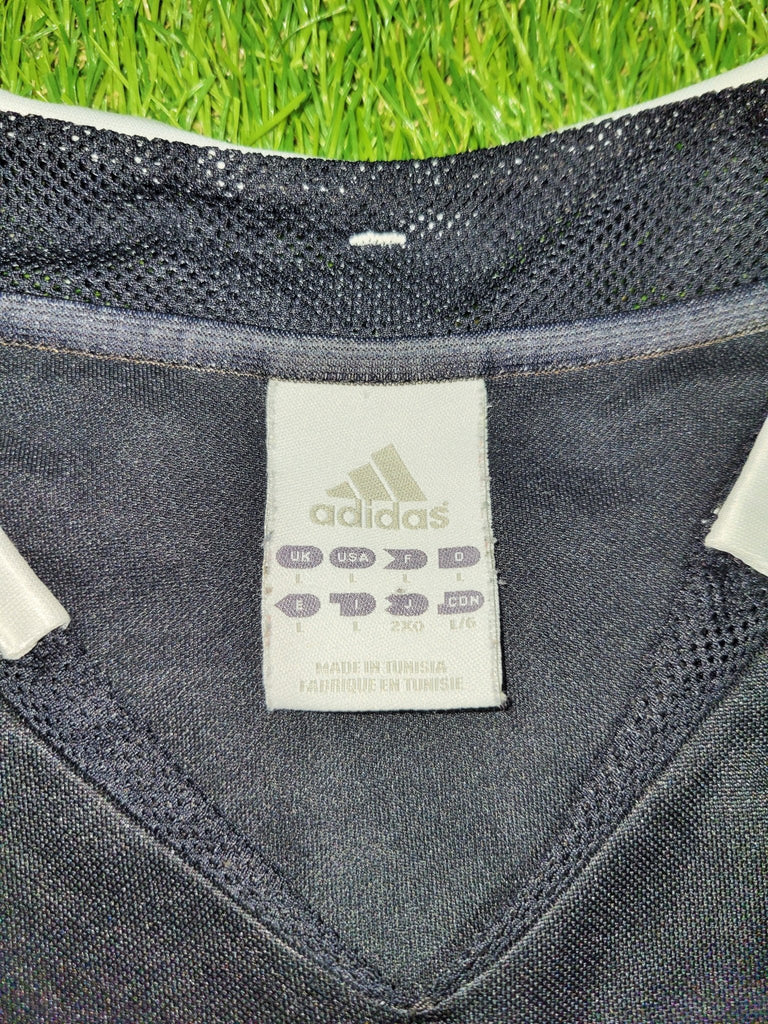 adidas
UK USA F D
L L L L
E I J CDN
L L 2XO L/G
MADE IN TUNISIA
FABRIQUE EN TUNISIE